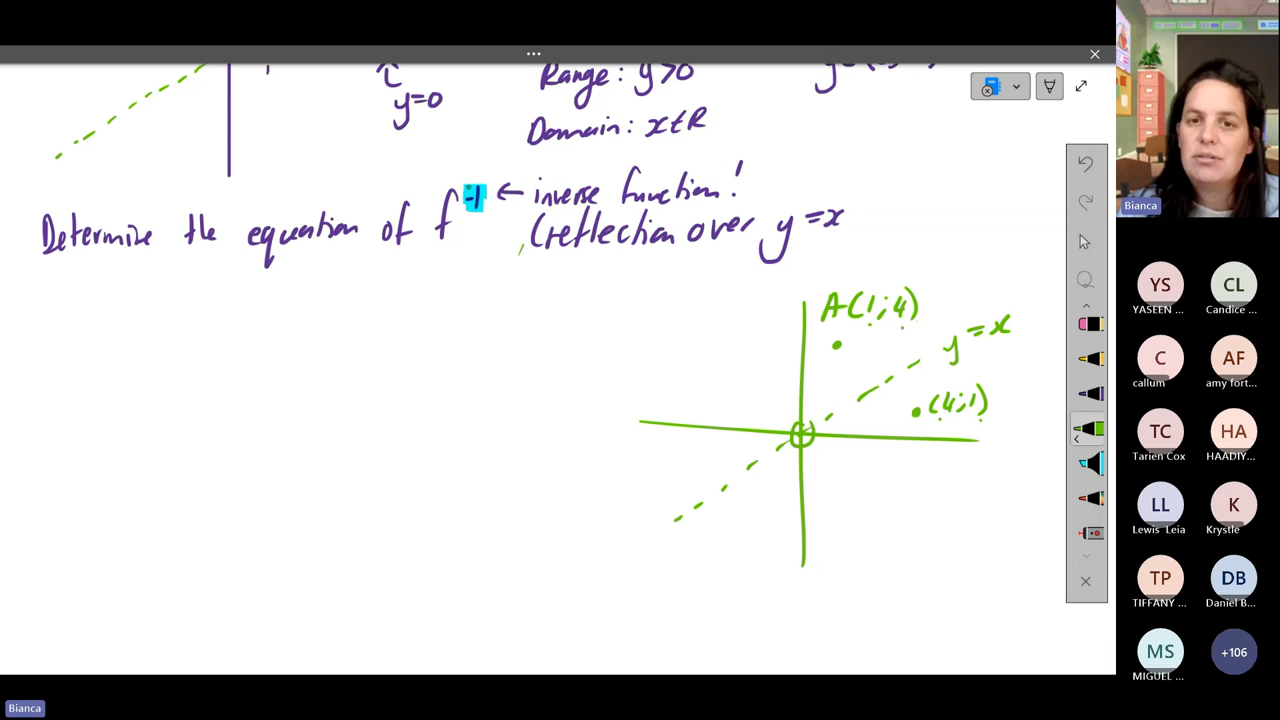 Range: y>0
y=0
Domain: x∈R
Determine the equation of f⁻¹ ← inverse function!
(reflection over y=x
A(1;4)
y=x
(4;1)
Bianca
YS
YASEEN ...
CL
Candice ...
C
callum
AF
amy fort...
TC
Tarien Cox
HA
HAADIY...
LL
Lewis Leia
K
Krystle
TP
TIFFANY ...
DB
Daniel B...
MS
MIGUEL ...
+106
Bianca